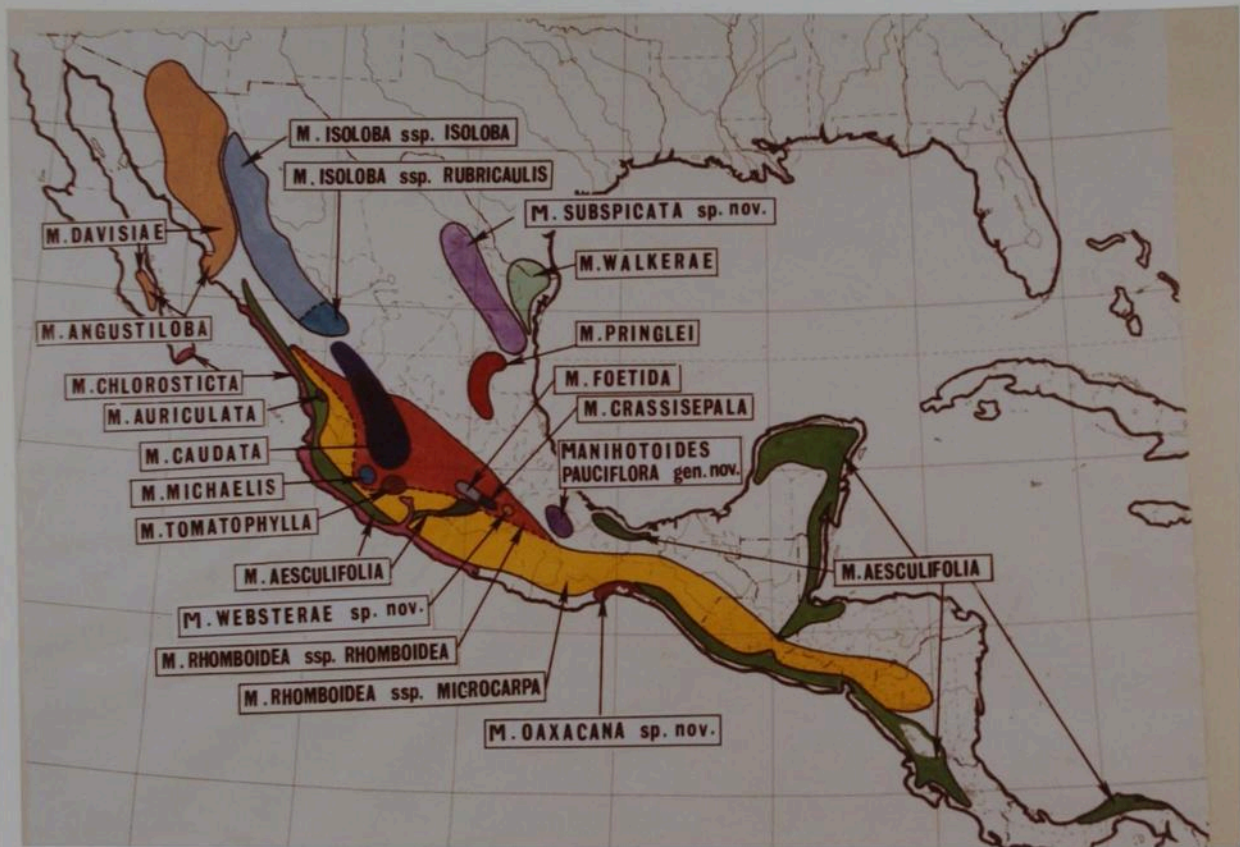 M. ISOLOBA ssp. ISOLOBA
M. ISOLOBA ssp. RUBRICAULIS
M. SUBSPICATA sp. nov.
M. DAVISIAE
M. WALKERAE
M. ANGUSTILOBA
M. PRINGLEI
M. CHLOROSTICTA
M. FOETIDA
M. AURICULATA
M. CRASSISEPALA
M. CAUDATA
MANIHOTOIDES
PAUCIFLORA gen. nov.
M. MICHAELIS
M. TOMATOPHYLLA
M. AESCULIFOLIA
M. AESCULIFOLIA
M. WEBSTERAE sp. nov.
M. RHOMBOIDEA ssp. RHOMBOIDEA
M. RHOMBOIDEA ssp. MICROCARPA
M. OAXACANA sp. nov.